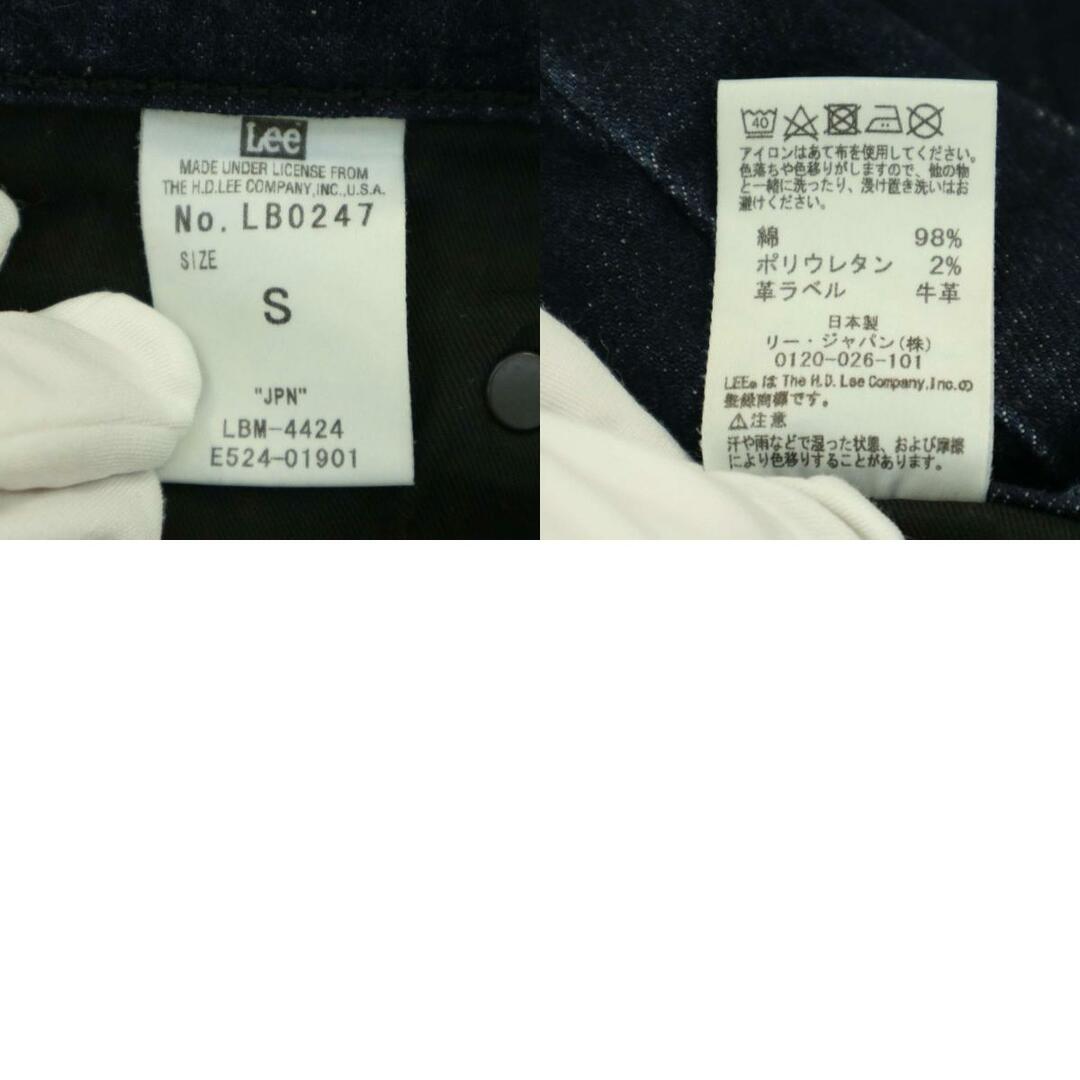 Lee
MADE UNDER LICENSE FROM
THE H.D.LEE COMPANY,INC.,U.S.A.
No. LB0247
SIZE
S
"JPN"
LBM-4424
E524-01901
40
アイロンはあて布を使用してください。
色落ちや色移りがしますので、他の物
と一緒に洗ったり、浸け置き洗いはお
避けください。
綿 98%
ポリウレタン 2%
革ラベル 牛革
日本製
リー・ジャパン(株)
0120-026-101
LEE® は The H.D. Lee Company,Inc.の
登録商標です。
⚠注意
汗や雨などで湿った状態、および摩擦
により色移りすることがあります。